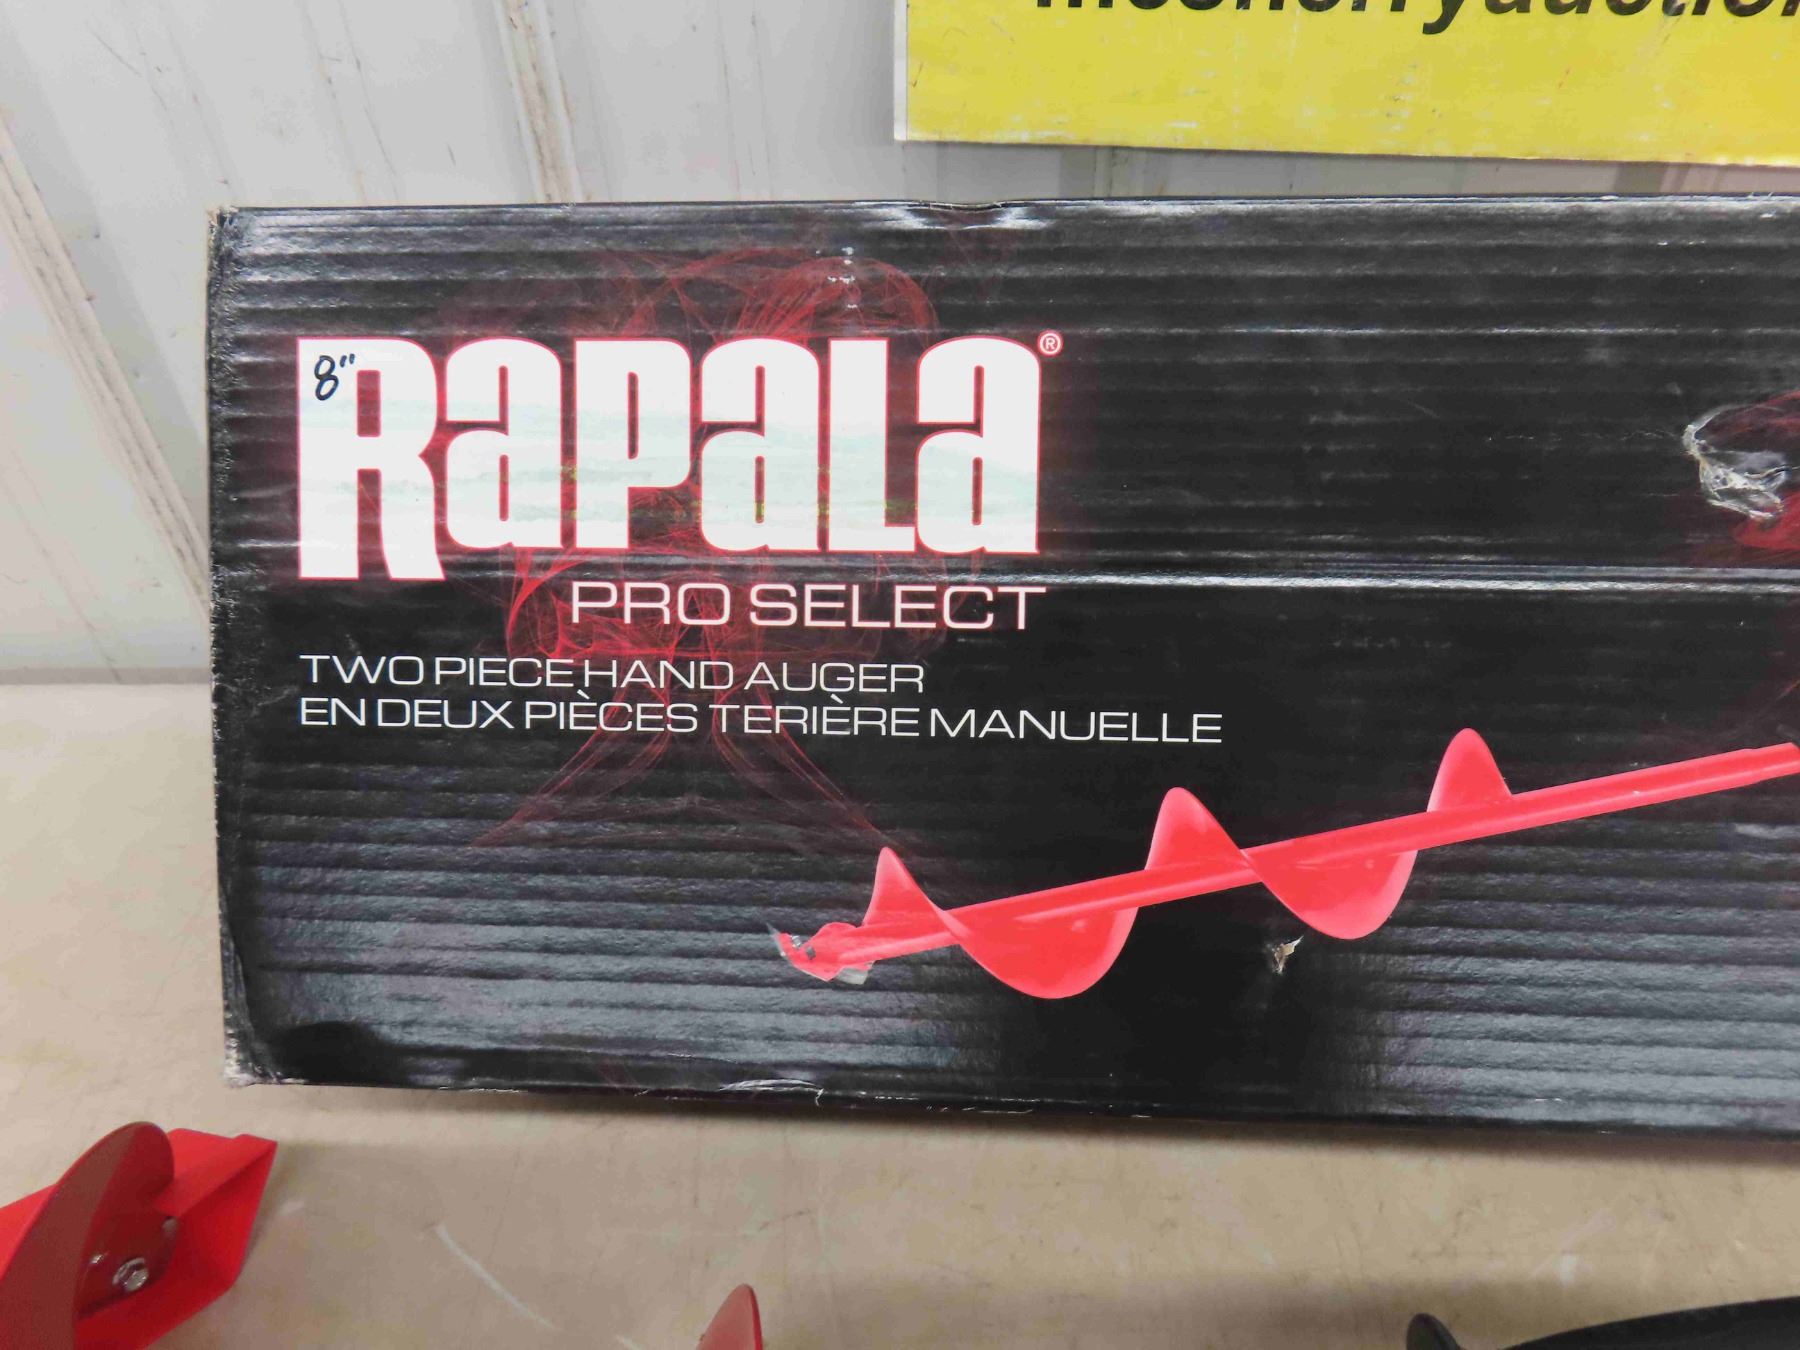 8"
RAPALA®
PRO SELECT
TWO PIECE HAND AUGER
EN DEUX PIÈCES TERIÈRE MANUELLE